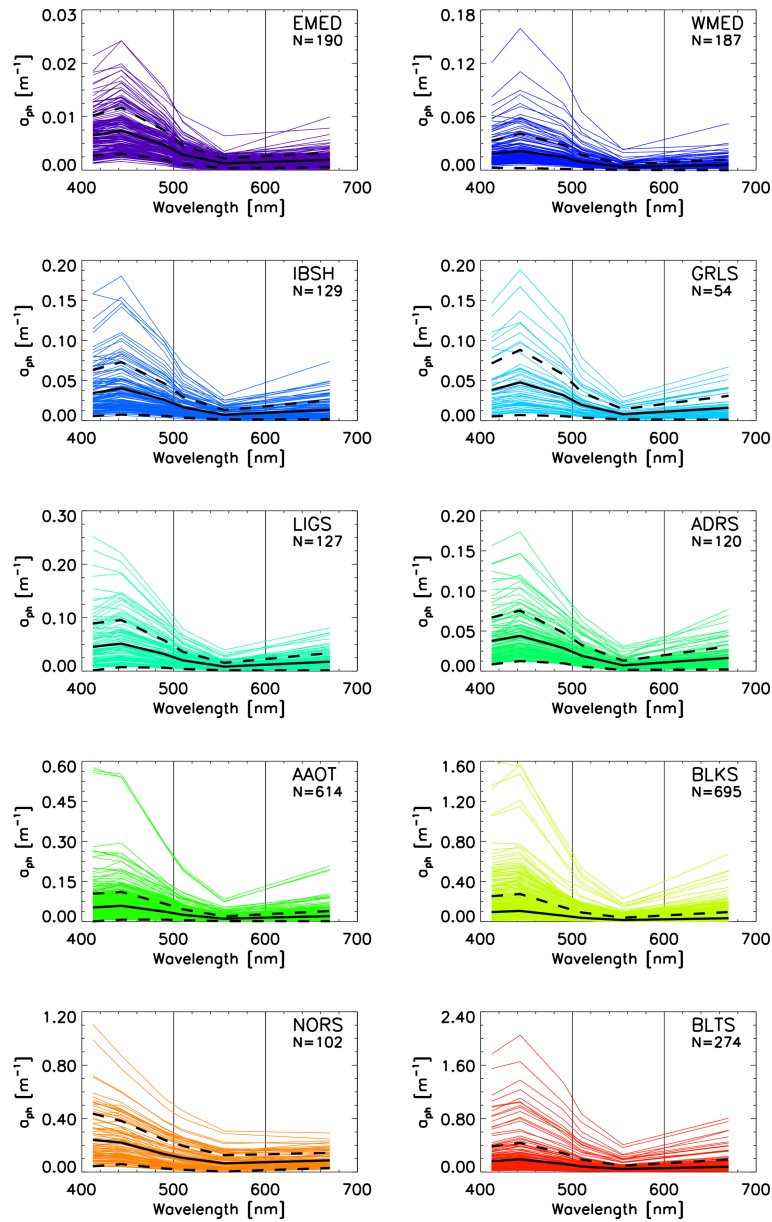 EMED
N=190
0.03
0.01
0.00
a_ph [m⁻¹]
400 500 600 700
Wavelength [nm]
WMED
N=187
0.18
0.12
0.06
0.00
a_ph [m⁻¹]
400 500 600 700
Wavelength [nm]
IBSH
N=129
0.20
0.15
0.10
0.05
0.00
a_ph [m⁻¹]
400 500 600 700
Wavelength [nm]
GRLS
N=54
0.20
0.15
0.10
0.05
0.00
a_ph [m⁻¹]
400 500 600 700
Wavelength [nm]
LIGS
N=127
0.30
0.20
0.10
0.00
a_ph [m⁻¹]
400 500 600 700
Wavelength [nm]
ADRS
N=120
0.20
0.15
0.10
0.05
0.00
a_ph [m⁻¹]
400 500 600 700
Wavelength [nm]
AAOT
N=614
0.60
0.45
0.30
0.15
0.00
a_ph [m⁻¹]
400 500 600 700
Wavelength [nm]
BLKS
N=695
1.60
1.20
0.80
0.40
0.00
a_ph [m⁻¹]
400 500 600 700
Wavelength [nm]
NORS
N=102
1.20
0.80
0.40
0.00
a_ph [m⁻¹]
400 500 600 700
Wavelength [nm]
BLTS
N=274
2.40
1.60
0.80
0.00
a_ph [m⁻¹]
400 500 600 700
Wavelength [nm]